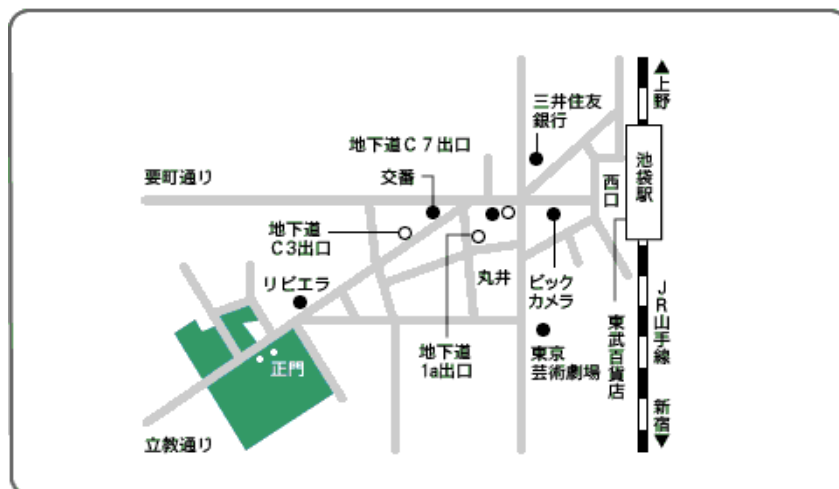 上野
三井住友
銀行
地下道C7出口
池袋駅
西口
要町通り
交番
地下道
C3出口
リビエラ
丸井
ビック
カメラ
JR山手線
東武百貨店
地下道
1a出口
東京
芸術劇場
正門
新宿
立教通り